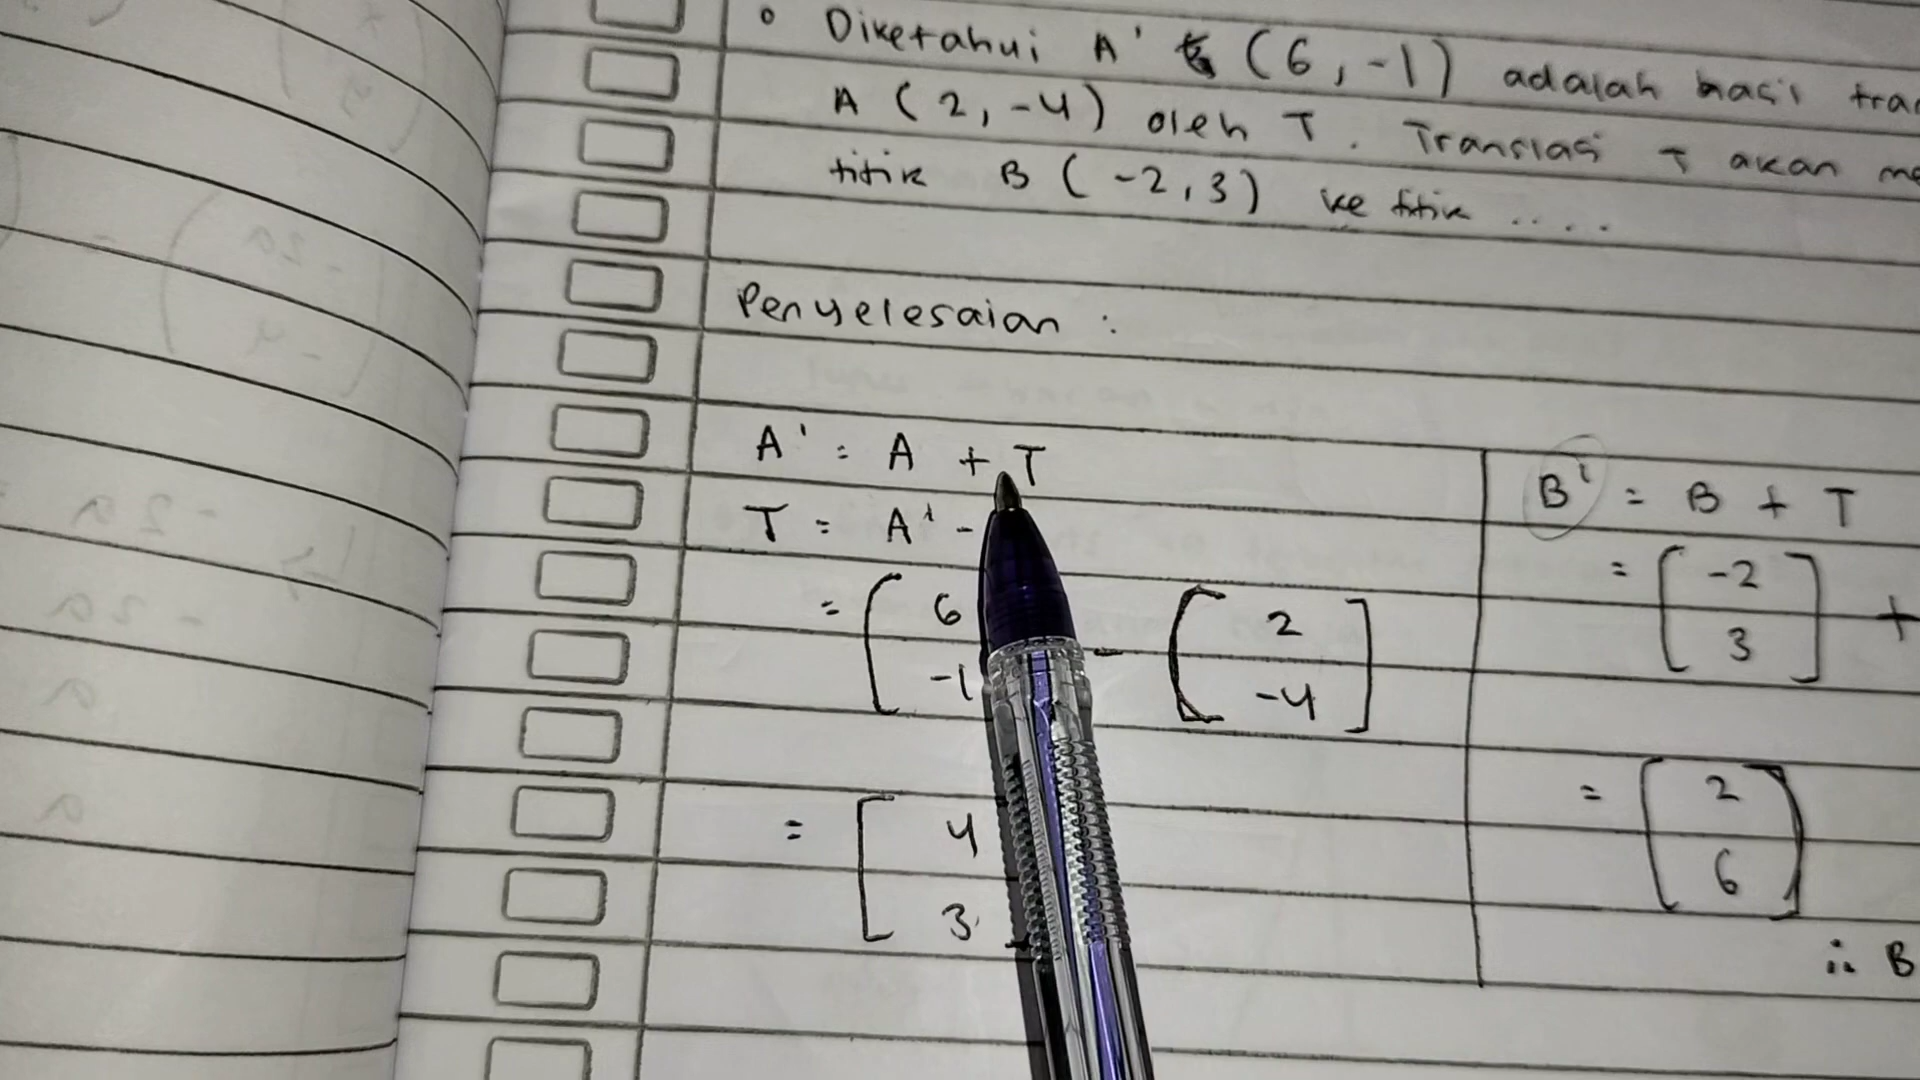 Diketahui A' (6, -1) adalah hasil
A (2, -4) oleh T. Translasi T akan
titik B (-2, 3) ke titik ....
Penyelesaian :
A' = A + T
T = A' -
= [ 6
-1
- [ 2
-4 ]
= [ 4
3
B' = B + T
= [ -2
3 ] +
= [ 2
6 ]
∴ B